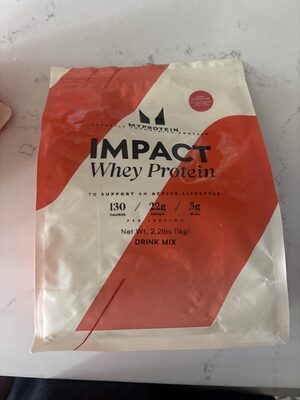 MYPROTEIN
IMPACT
Whey Protein
TO SUPPORT AN ACTIVE LIFESTYLE
130 / 22g / 5g
CALORIES PROTEIN BCAAS
PER SERVING
Net Wt. 2.2lbs (1kg)
DRINK MIX